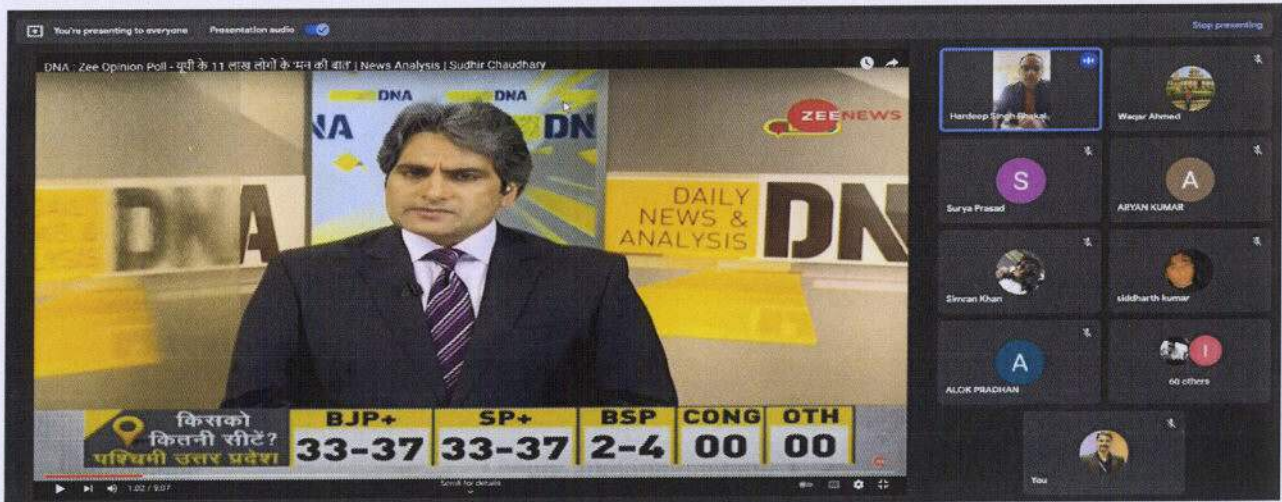 You're presenting to everyone Presentation audio
Stop presenting
DNA : Zee Opinion Poll - यूपी के 11 लाख लोगों के 'मन की बात' | News Analysis | Sudhir Chaudhary
DNA DNA
NA DN
ZEE NEWS
DNA
DAILY
NEWS &
ANALYSIS
DN
किसको
कितनी सीटें?
पश्चिमी उत्तर प्रदेश
BJP+ SP+ BSP CONG OTH
33-37 33-37 2-4 00 00
1:02 / 9:07
Scroll for details
Hardeep Singh
Waqar Ahmed
S
Surya Prasad
A
ARYAN KUMAR
Simran Khan
siddharth kumar
A
ALOK PRADHAN
I
60 others
You